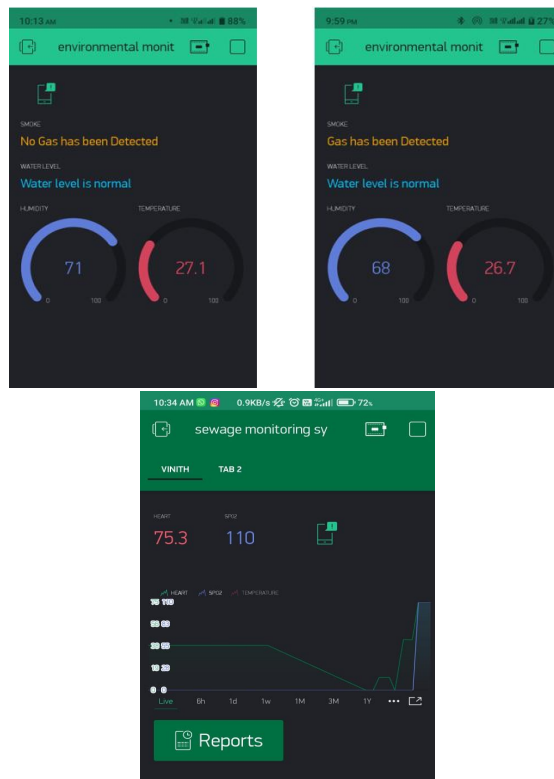 10:13 AM 88%
environmental monit
SMOKE
No Gas has been Detected
WATER LEVEL
Water level is normal
HUMIDITY TEMPERATURE
71 27.1
0 100 0 100
9:59 PM 27%
environmental monit
SMOKE
Gas has been Detected
WATER LEVEL
Water level is normal
HUMIDITY TEMPERATURE
68 26.7
0 100 0 100
10:34 AM 0.9KB/s 72%
sewage monitoring sy
VINITH TAB 2
HEART SPO2
75.3 110
HEART SPO2 TEMPERATURE
75 110
0 0
Live 6h 1d 1w 1M 3M 1Y
Reports